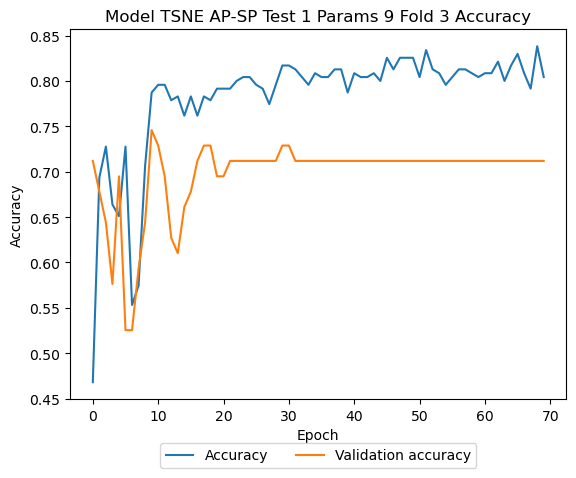 Model TSNE AP-SP Test 1 Params 9 Fold 3 Accuracy
0.85
0.80
0.75
0.70
0.65
0.60
0.55
0.50
0.45
Accuracy
0 10 20 30 40 50 60 70
Epoch
Accuracy Validation accuracy